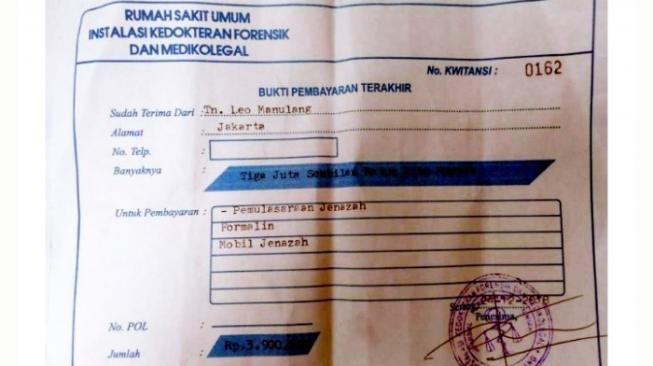 RUMAH SAKIT UMUM
INSTALASI KEDOKTERAN FORENSIK
DAN MEDIKOLEGAL
No. KWITANSI : 0162
BUKTI PEMBAYARAN TERAKHIR
Sudah Terima Dari : Tn. Leo Manulang
Alamat : Jakarta
No. Telp. :
Banyaknya Tiga Juta Sembilan
Untuk Pembayaran : - Pemulasaraan Jenazah
Formalin
Mobil Jenazah
Penerima,
No. POL :
Jumlah : Rp.3.900